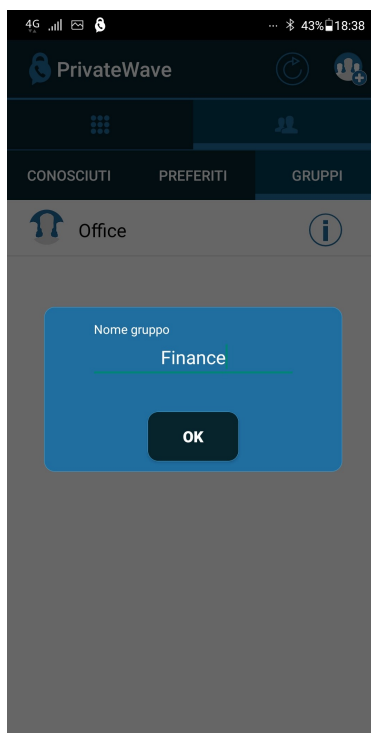 4G ... 43% 18:38
PrivateWave
CONOSCIUTI PREFERITI GRUPPI
Office i
Nome gruppo
Finance
OK